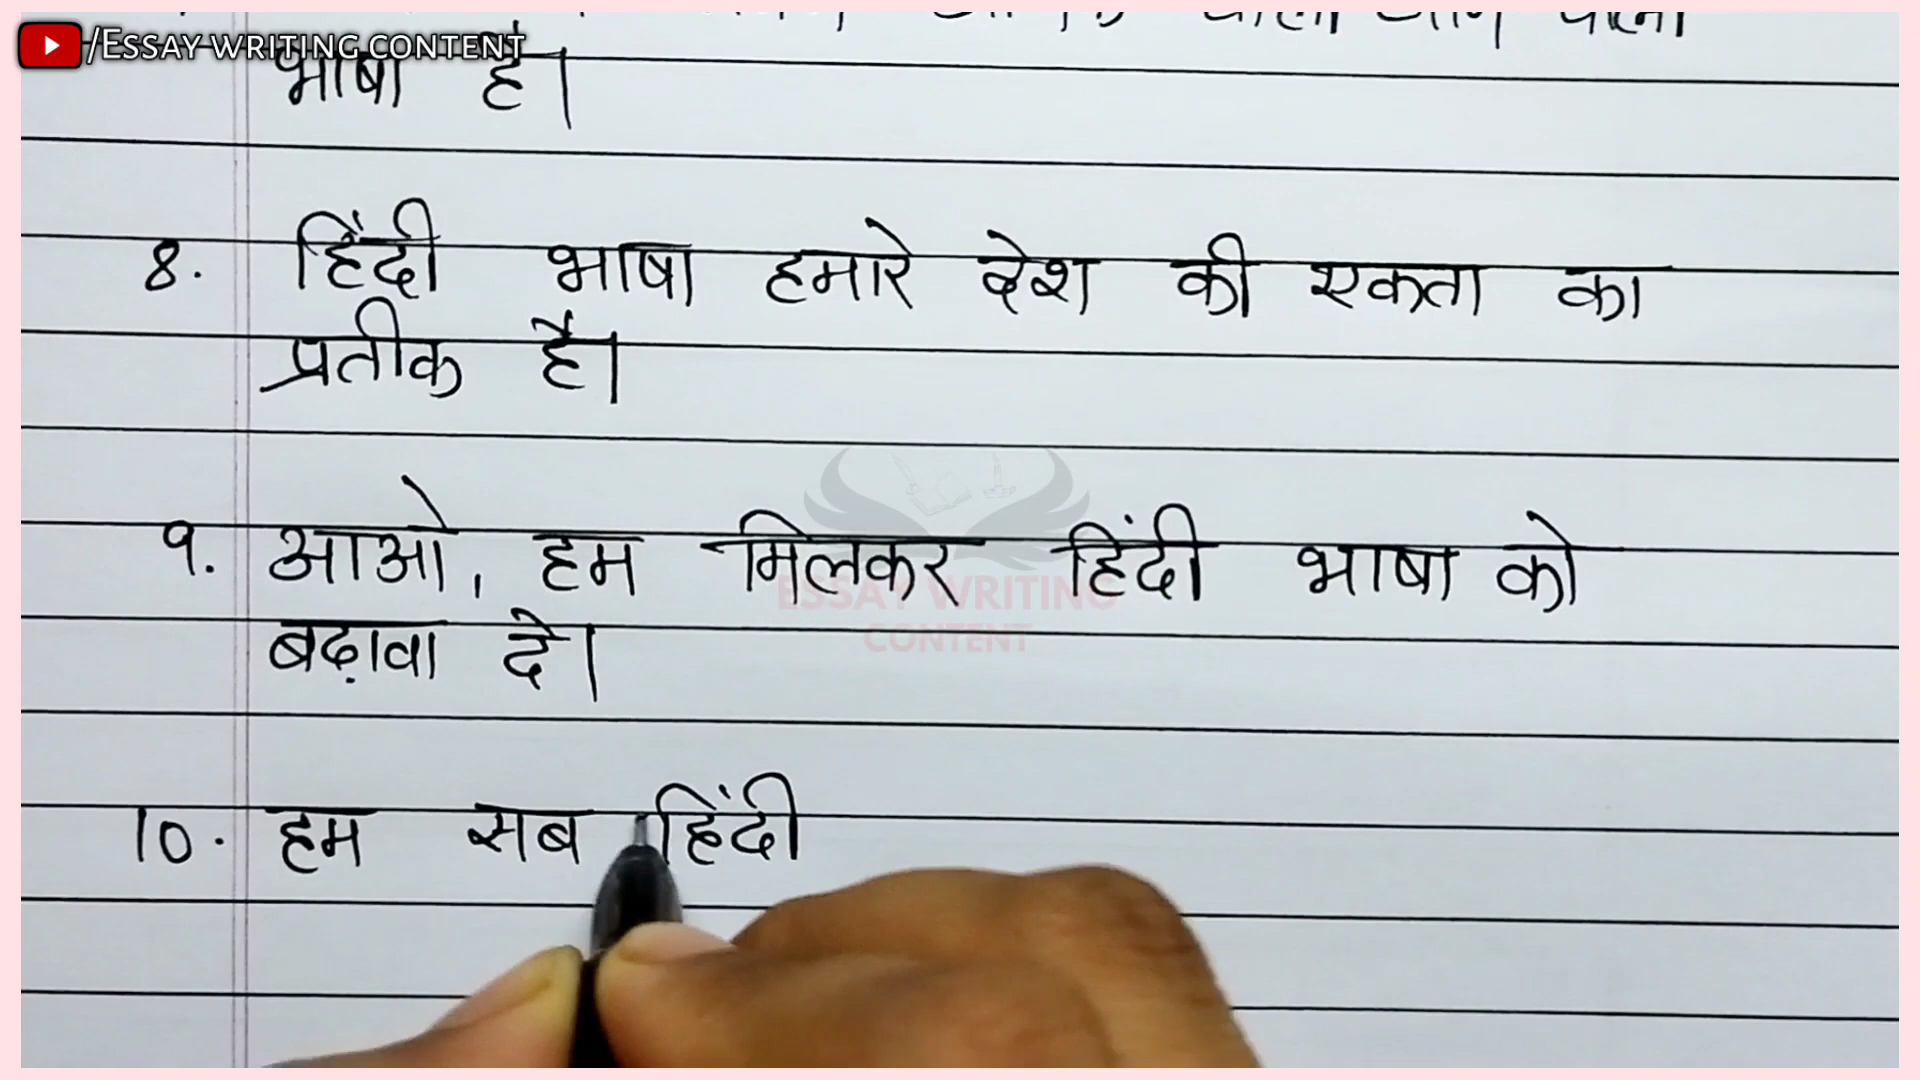 /ESSAY WRITING CONTENT
भाषा है।
8. हिंदी भाषा हमारे देश की एकता का
प्रतीक है।
9. आओ, हम मिलकर हिंदी भाषा को
बढ़ावा दे।
ESSAY WRITING
CONTENT
10. हम सब हिंदी